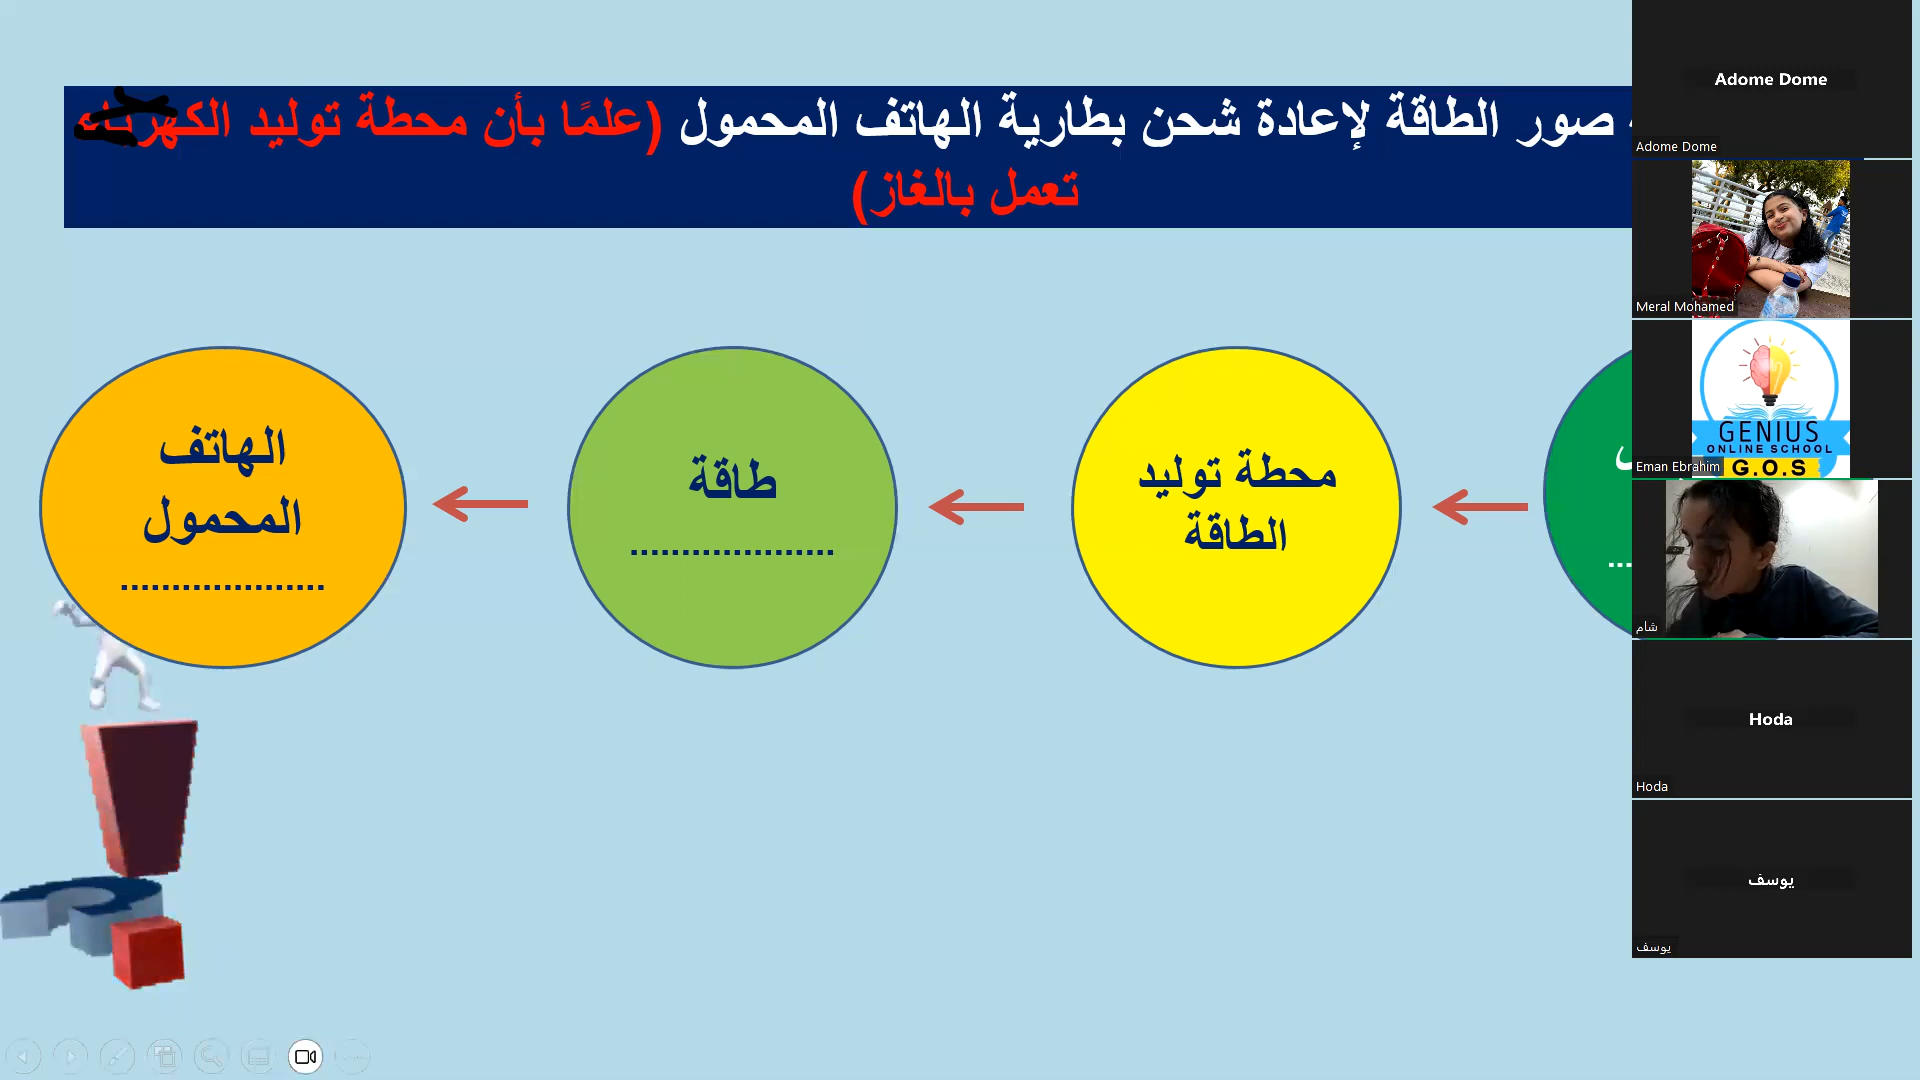 صور الطاقة لإعادة شحن بطارية الهاتف المحمول (علمًا بأن محطة توليد الكهرباء
تعمل بالغاز)
محطة توليد
الطاقة
طاقة
....................
الهاتف
المحمول
....................
Adome Dome
Adome Dome
Meral Mohamed
GENIUS
ONLINE SCHOOL
G.O.S
Eman Ebrahim
شام
Hoda
Hoda
يوسف
يوسف